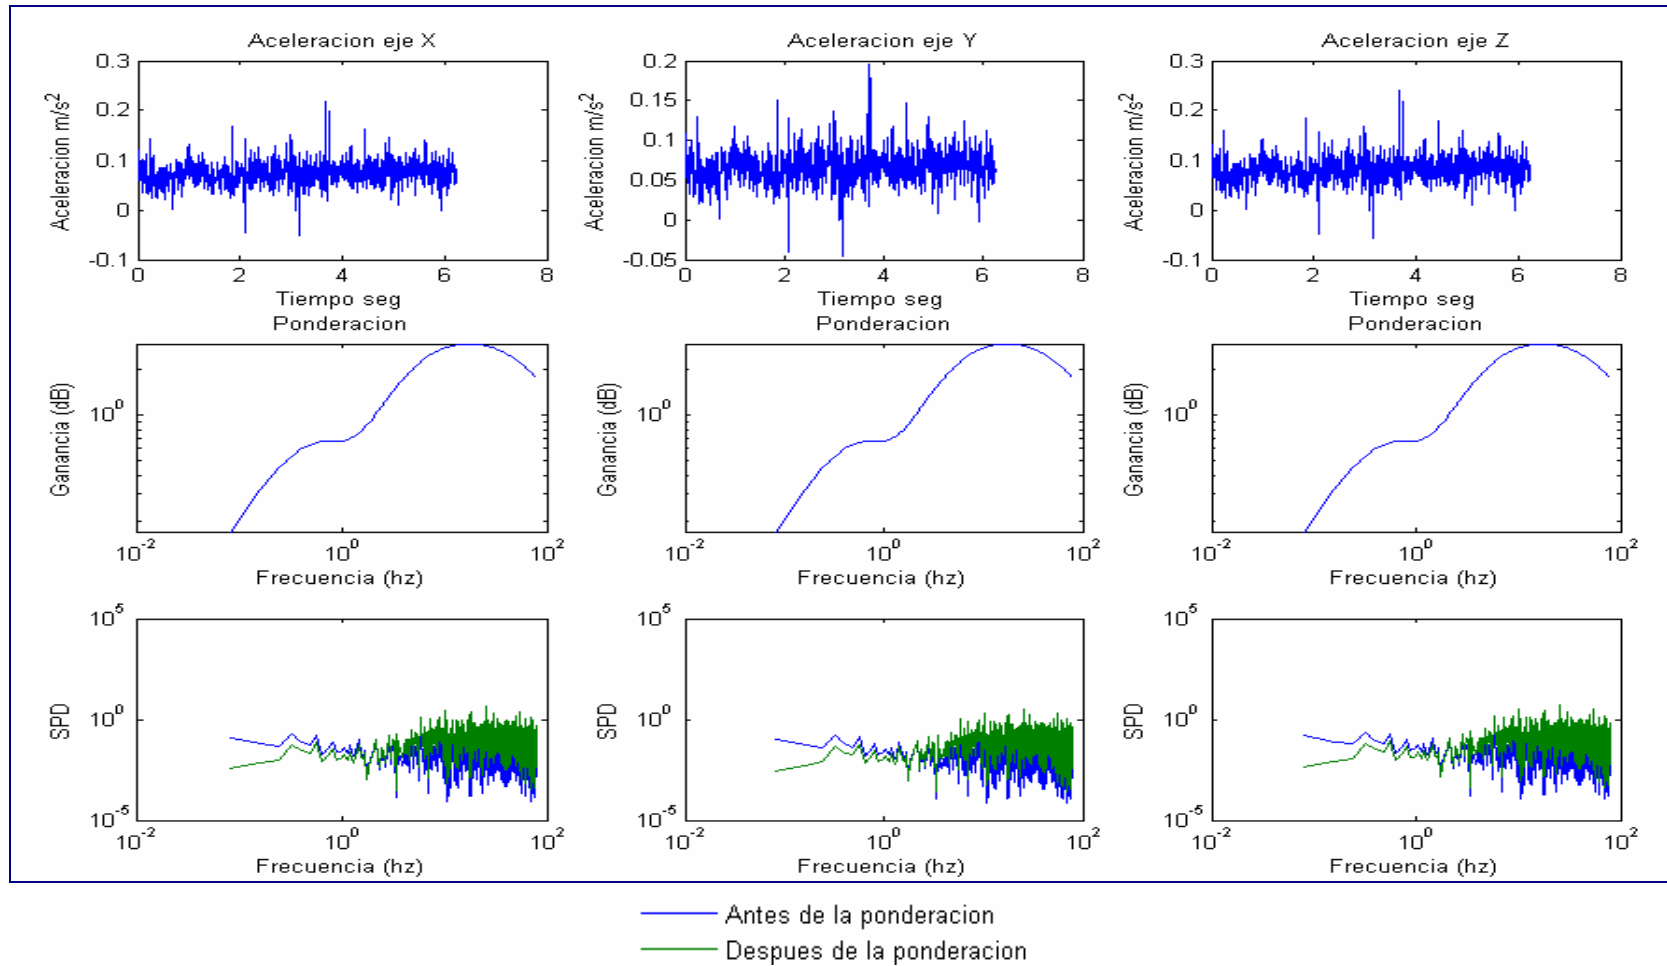 Aceleracion eje X
Aceleracion m/s²
0.3
0.2
0.1
0
-0.1
0 2 4 6 8
Tiempo seg
Aceleracion eje Y
Aceleracion m/s²
0.2
0.15
0.1
0.05
0
-0.05
0 2 4 6 8
Tiempo seg
Aceleracion eje Z
Aceleracion m/s²
0.3
0.2
0.1
0
-0.1
0 2 4 6 8
Tiempo seg
Ponderacion
Ganancia (dB)
10⁰
10⁻² 10⁰ 10²
Frecuencia (hz)
Ponderacion
Ganancia (dB)
10⁰
10⁻² 10⁰ 10²
Frecuencia (hz)
Ponderacion
Ganancia (dB)
10⁰
10⁻² 10⁰ 10²
Frecuencia (hz)
SPD
10⁵
10⁰
10⁻⁵
10⁻² 10⁰ 10²
Frecuencia (hz)
SPD
10⁵
10⁰
10⁻⁵
10⁻² 10⁰ 10²
Frecuencia (hz)
SPD
10⁵
10⁰
10⁻⁵
10⁻² 10⁰ 10²
Frecuencia (hz)
Antes de la ponderacion
Despues de la ponderacion